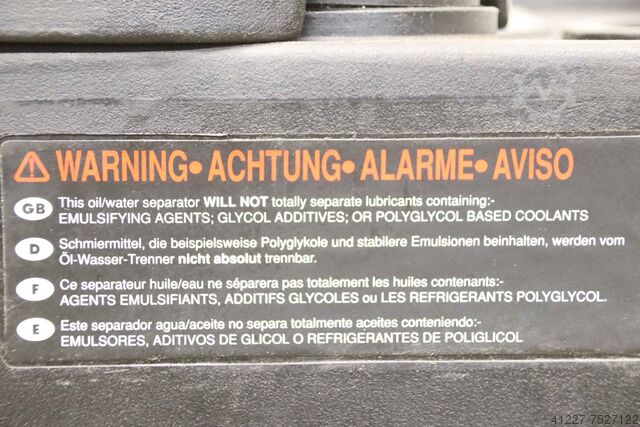 WARNING• ACHTUNG• ALARME• AVISO
GB This oil/water separator WILL NOT totally separate lubricants containing:-
EMULSIFYING AGENTS; GLYCOL ADDITIVES; OR POLYGLYCOL BASED COOLANTS
D Schmiermittel, die beispielsweise Polyglykole und stabilere Emulsionen beinhalten, werden vom
Öl-Wasser-Trenner nicht absolut trennbar.
F Ce separateur huile/eau ne séparera pas totalement les huiles contenants:-
AGENTS EMULSIFIANTS, ADDITIFS GLYCOLES ou LES REFRIGERANTS POLYGLYCOL.
E Este separador agua/aceite no separa totalmente aceites conteniendo:-
EMULSORES, ADITIVOS DE GLICOL O REFRIGERANTES DE POLIGLICOL
41227-7527122